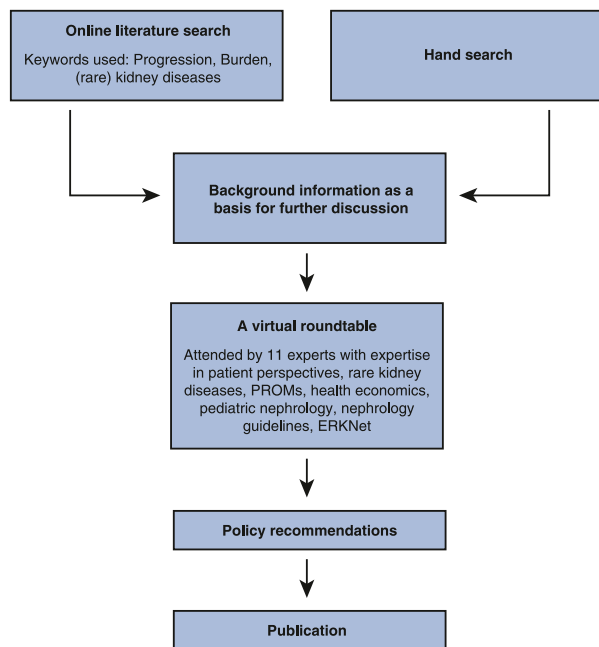 Online literature search
Keywords used: Progression, Burden,
(rare) kidney diseases
Hand search
Background information as a
basis for further discussion
A virtual roundtable
Attended by 11 experts with expertise
in patient perspectives, rare kidney
diseases, PROMs, health economics,
pediatric nephrology, nephrology
guidelines, ERKNet
Policy recommendations
Publication